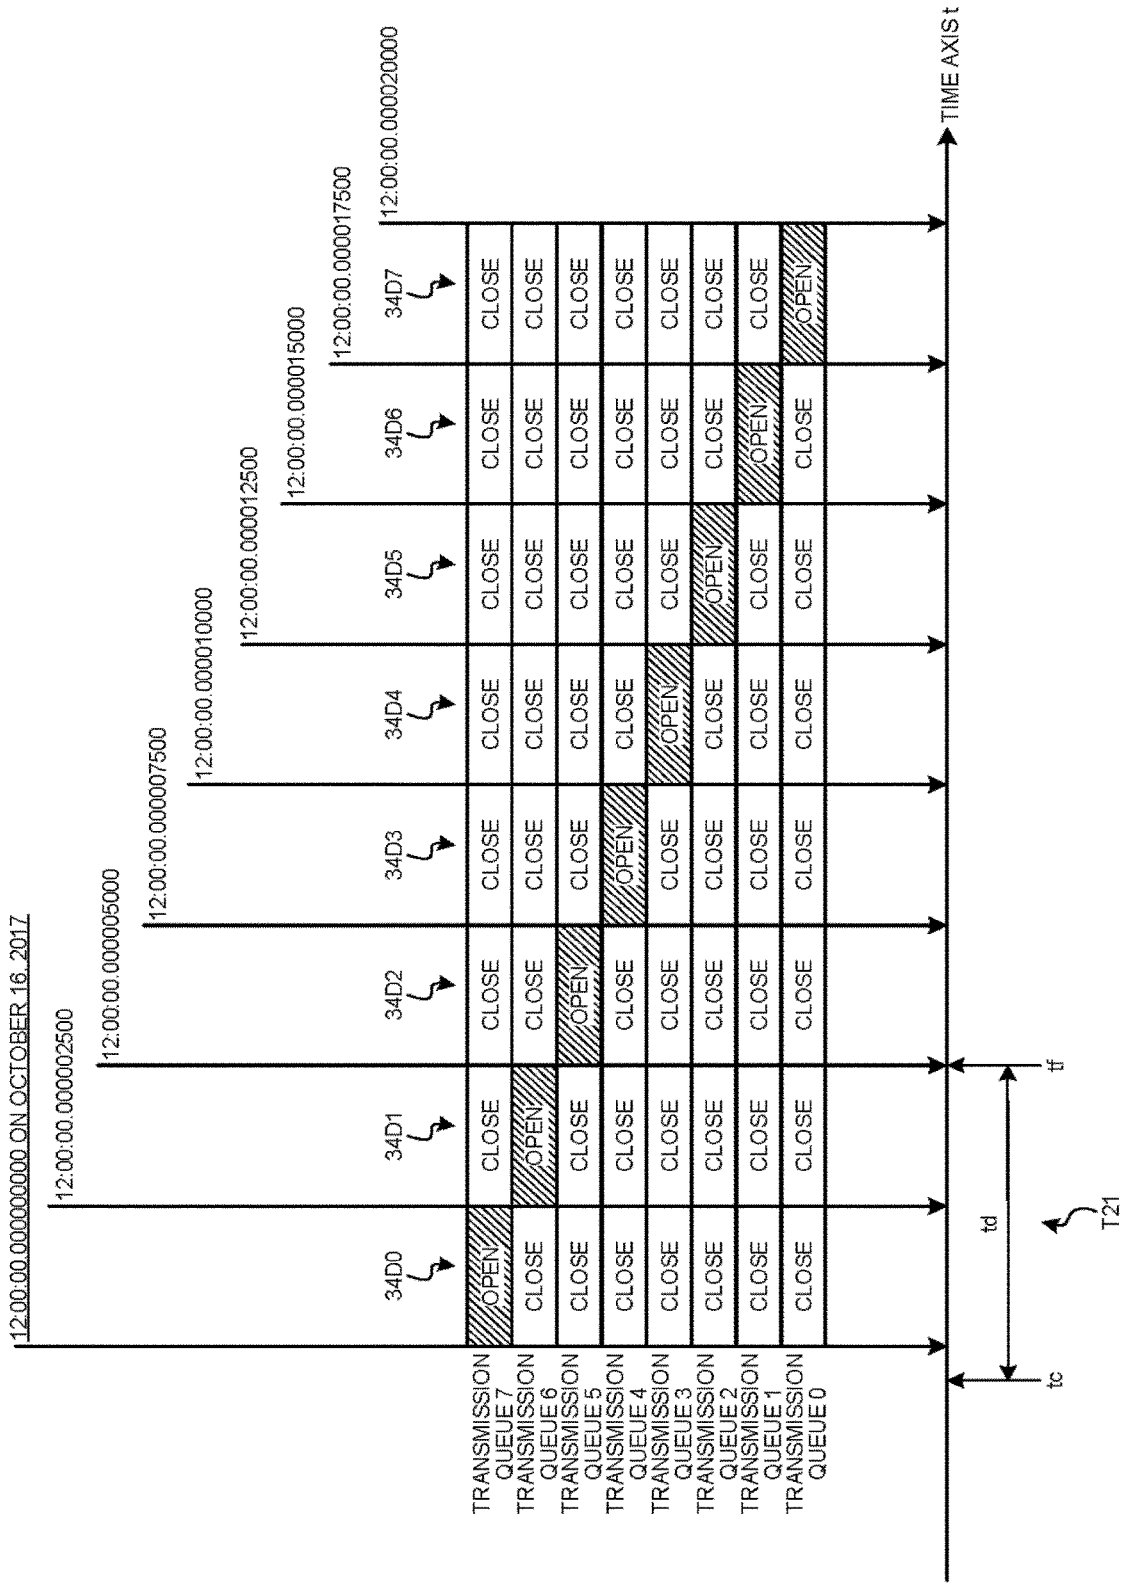 12:00:00.000000000 ON OCTOBER 16, 2017
12:00:00.000002500
12:00:00.000005000
12:00:00.000007500
12:00:00.000010000
12:00:00.000012500
12:00:00.000015000
12:00:00.000017500
12:00:00.000020000
34D0 34D1 34D2 34D3 34D4 34D5 34D6 34D7
TRANSMISSION
QUEUE 7
OPEN CLOSE CLOSE CLOSE CLOSE CLOSE CLOSE CLOSE
TRANSMISSION
QUEUE 6
CLOSE OPEN CLOSE CLOSE CLOSE CLOSE CLOSE CLOSE
TRANSMISSION
QUEUE 5
CLOSE CLOSE OPEN CLOSE CLOSE CLOSE CLOSE CLOSE
TRANSMISSION
QUEUE 4
CLOSE CLOSE CLOSE OPEN CLOSE CLOSE CLOSE CLOSE
TRANSMISSION
QUEUE 3
CLOSE CLOSE CLOSE CLOSE OPEN CLOSE CLOSE CLOSE
TRANSMISSION
QUEUE 2
CLOSE CLOSE CLOSE CLOSE CLOSE OPEN CLOSE CLOSE
TRANSMISSION
QUEUE 1
CLOSE CLOSE CLOSE CLOSE CLOSE CLOSE OPEN CLOSE
TRANSMISSION
QUEUE 0
CLOSE CLOSE CLOSE CLOSE CLOSE CLOSE CLOSE OPEN
TIME AXIS t
td
tc tf
T21